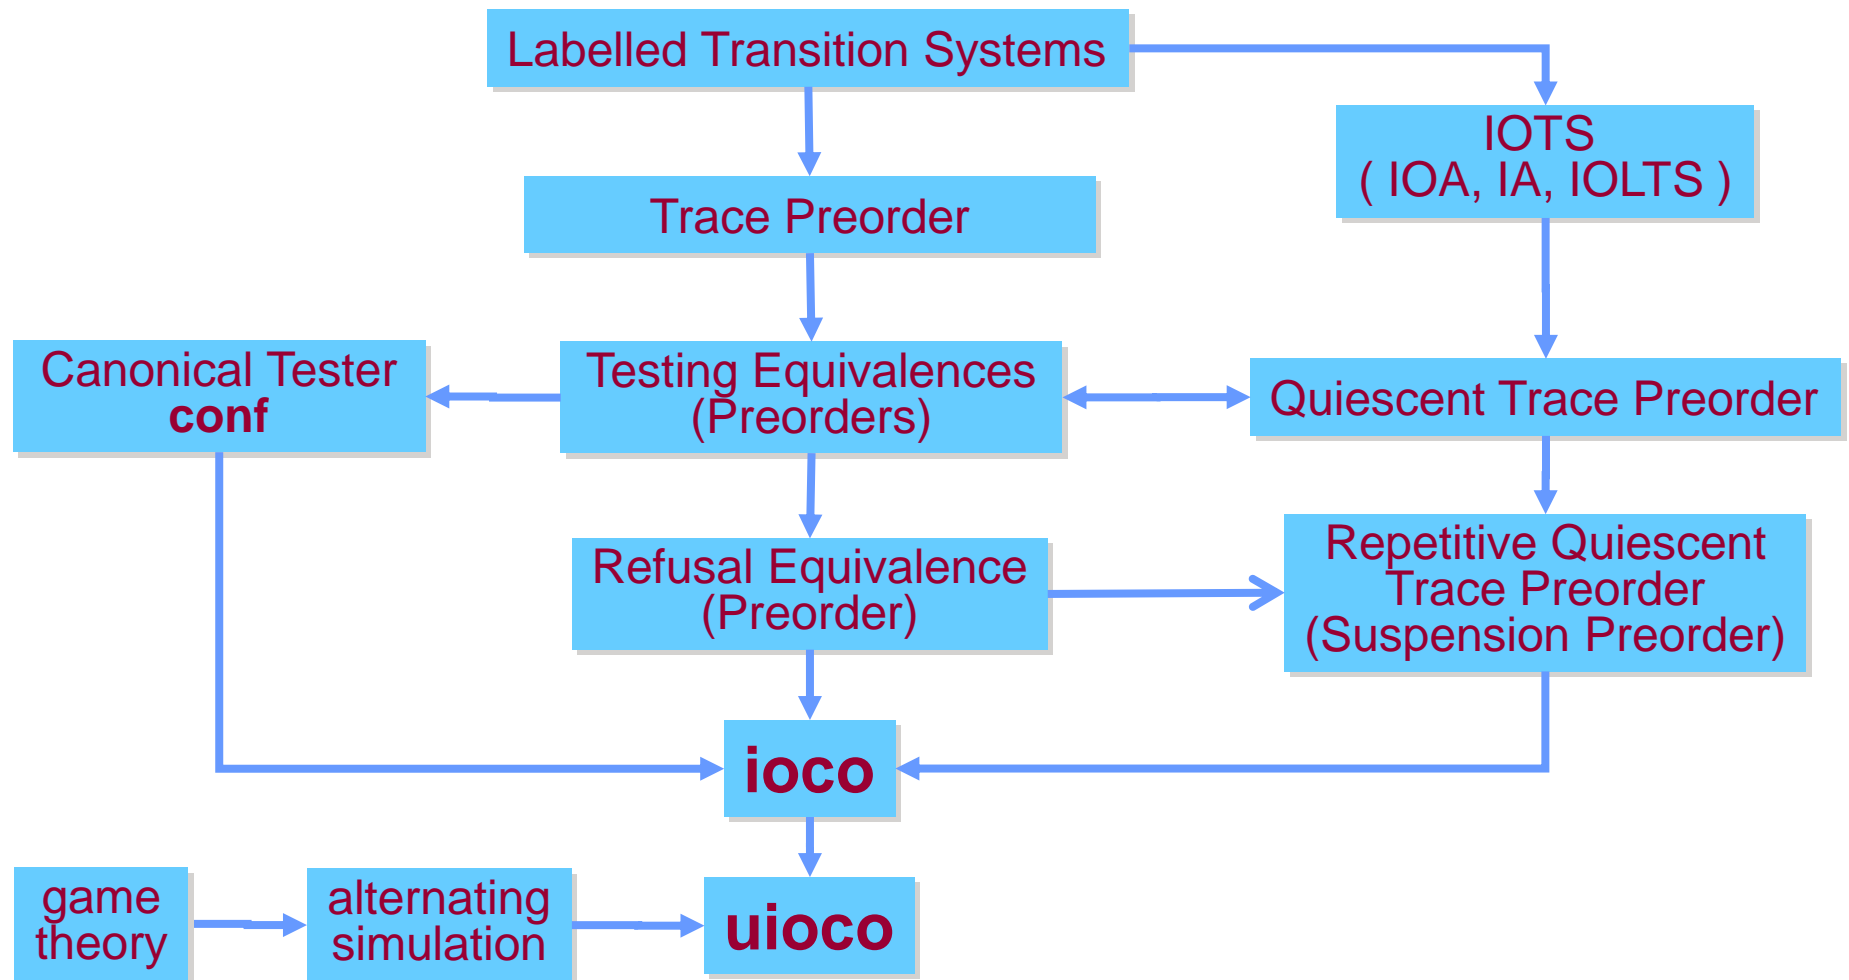 Labelled Transition Systems
IOTS
( IOA, IA, IOLTS )
Trace Preorder
Canonical Tester
conf
Testing Equivalences
(Preorders)
Quiescent Trace Preorder
Refusal Equivalence
(Preorder)
Repetitive Quiescent
Trace Preorder
(Suspension Preorder)
ioco
game
theory
alternating
simulation
uioco